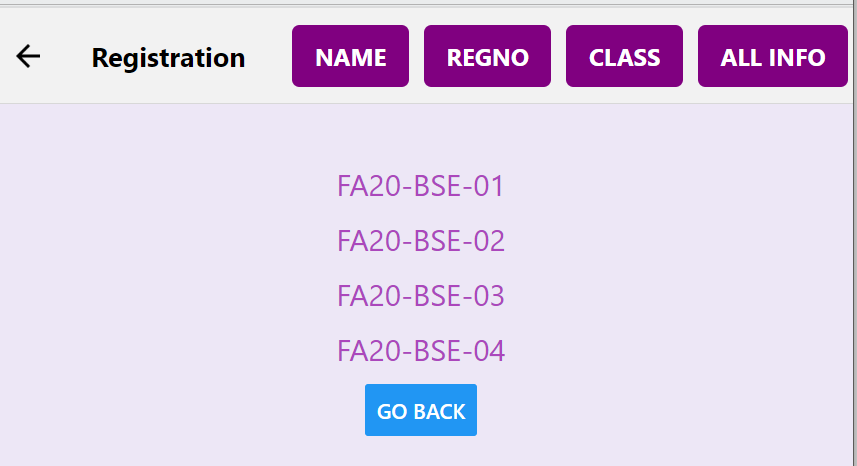 Registration NAME REGNO CLASS ALL INFO
FA20-BSE-01
FA20-BSE-02
FA20-BSE-03
FA20-BSE-04
GO BACK